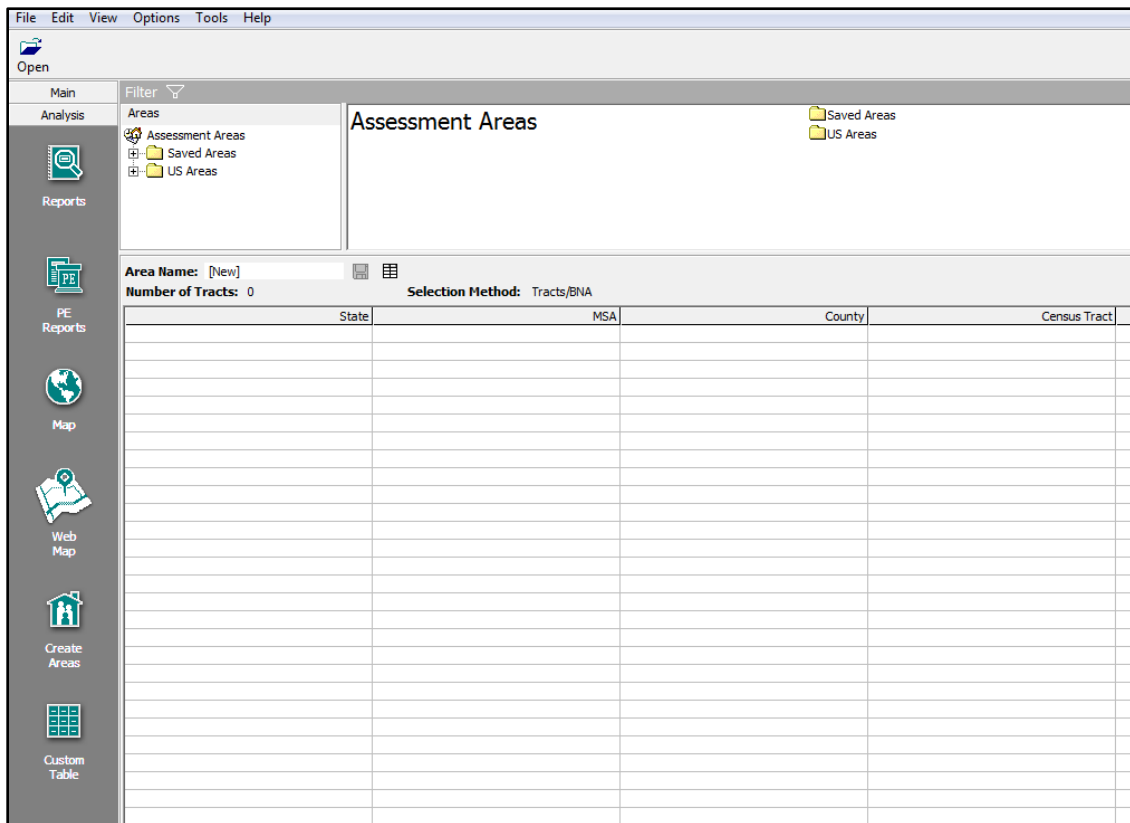 File Edit View Options Tools Help
Open
Main
Analysis
Reports
PE
PE
Reports
Map
Web
Map
Create
Areas
Custom
Table
Filter
Areas
Assessment Areas
Saved Areas
US Areas
Assessment Areas
Saved Areas
US Areas
Area Name: [New]
Number of Tracts: 0 Selection Method: Tracts/BNA
State MSA County Census Tract